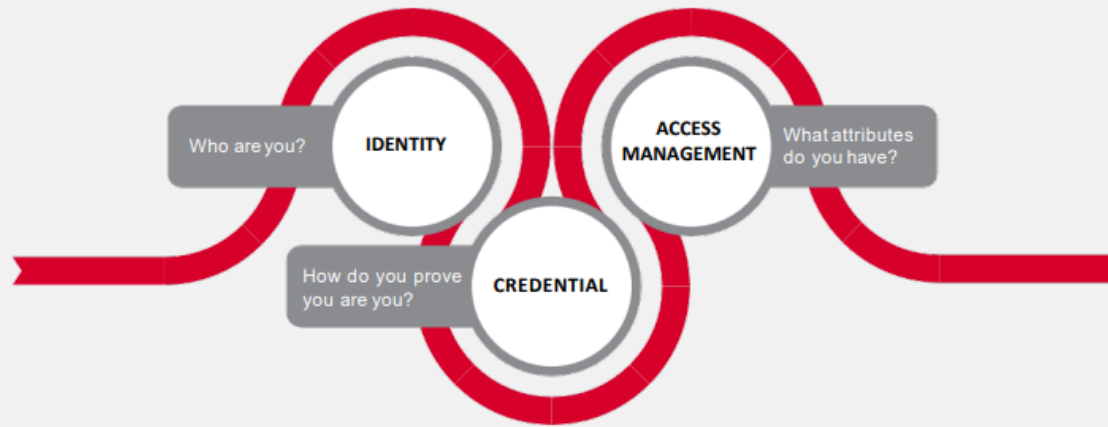 Who are you?
IDENTITY
ACCESS
MANAGEMENT
What attributes
do you have?
How do you prove
you are you?
CREDENTIAL